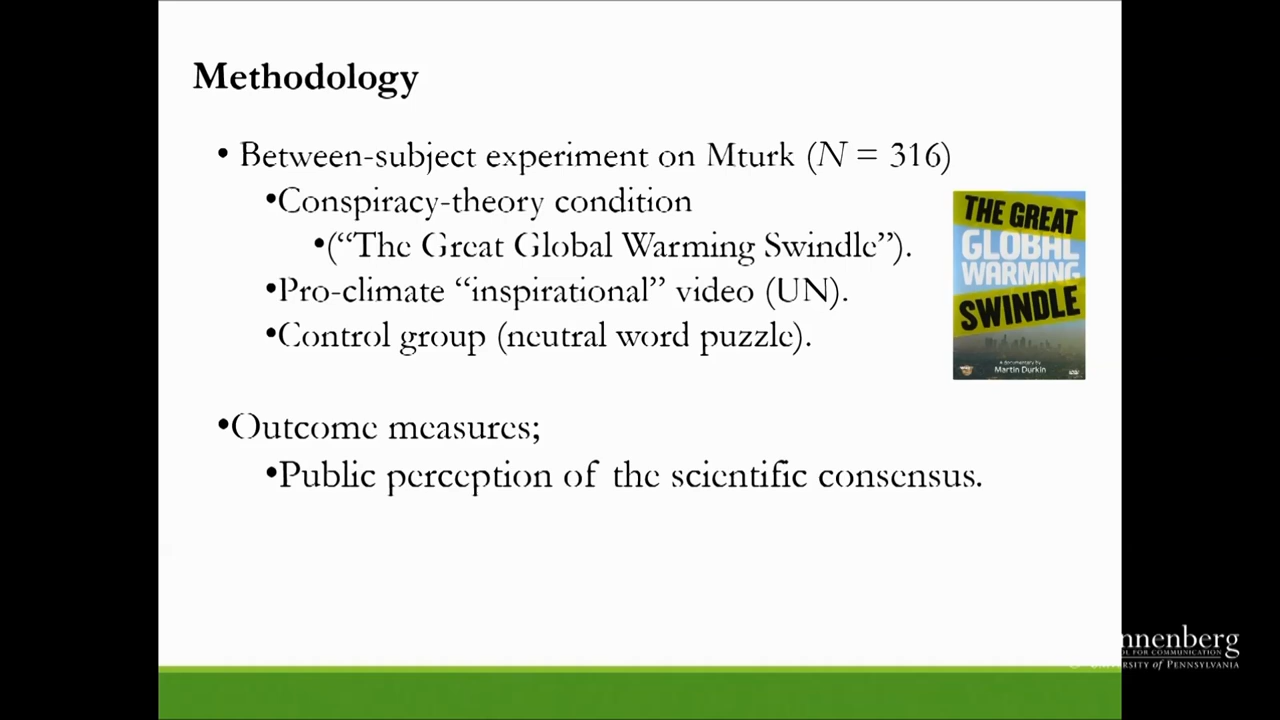 Methodology
• Between-subject experiment on Mturk (N = 316)
•Conspiracy-theory condition
•(“The Great Global Warming Swindle”).
•Pro-climate “inspirational” video (UN).
•Control group (neutral word puzzle).
THE GREAT
GLOBAL
WARMING
SWINDLE
A documentary by
Martin Durkin
•Outcome measures;
•Public perception of the scientific consensus.
nnenberg
OL FOR COMMUNICATION
UNIVERSITY of PENNSYLVANIA